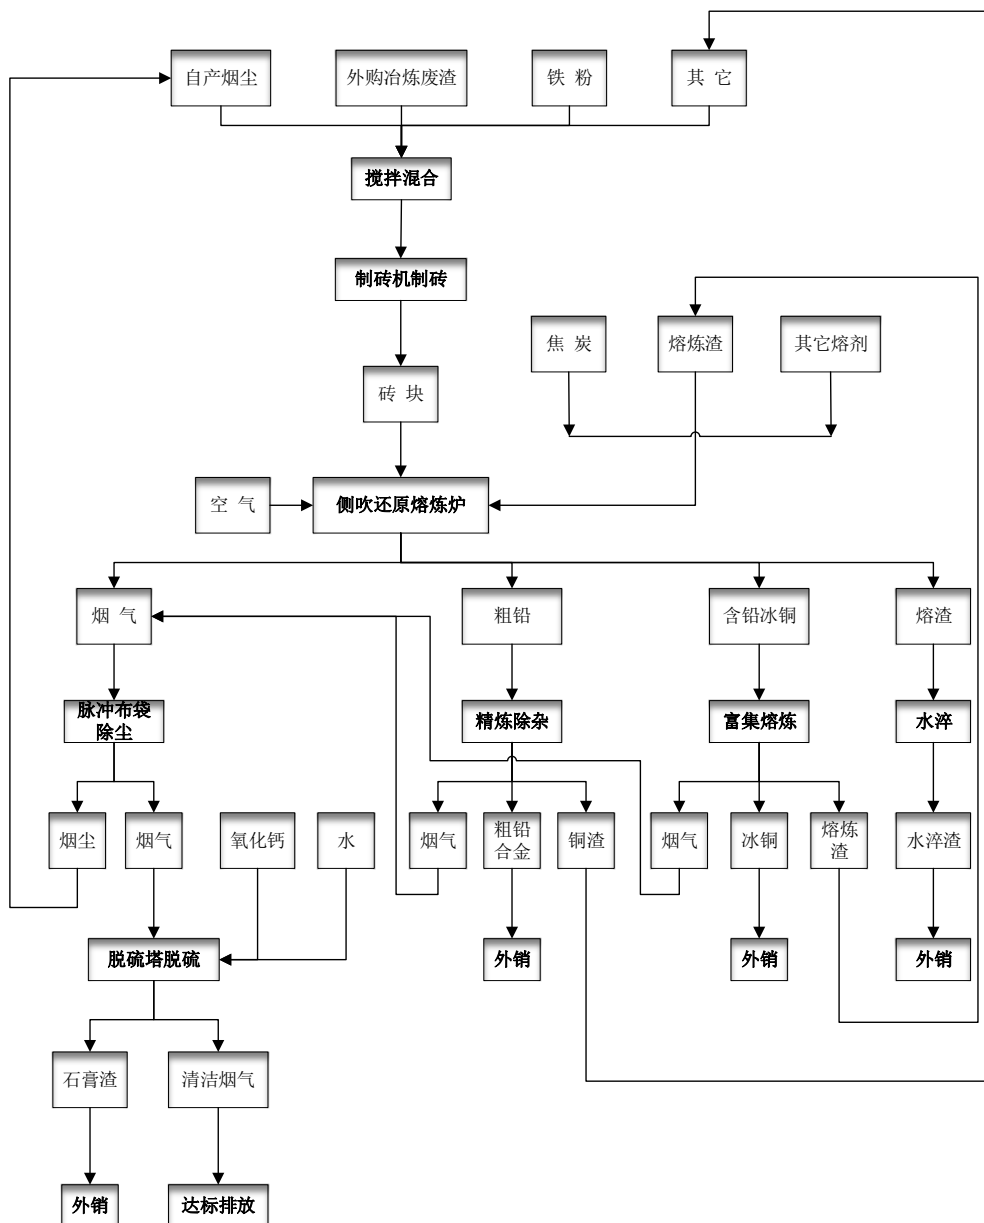 自产烟尘
外购冶炼废渣
铁 粉
其 它
搅拌混合
制砖机制砖
焦 炭
熔炼渣
其它熔剂
砖 块
空 气
侧吹还原熔炼炉
烟 气
粗铅
含铅冰铜
熔渣
脉冲布袋
除尘
精炼除杂
富集熔炼
水淬
烟尘
烟气
氧化钙
水
烟气
粗铅
合金
铜渣
烟气
冰铜
熔炼
渣
水淬渣
脱硫塔脱硫
外销
外销
外销
石膏渣
清洁烟气
外销
达标排放